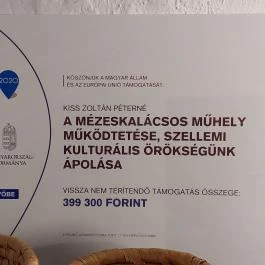 2020
KÖSZÖNJÜK A MAGYAR ÁLLAM
ÉS AZ EURÓPAI UNIÓ TÁMOGATÁSÁT.
KISS ZOLTÁN PÉTERNÉ
A MÉZESKALÁCSOS MŰHELY
MŰKÖDTETÉSE, SZELLEMI
KULTURÁLIS ÖRÖKSÉGÜNK
ÁPOLÁSA
VISSZA NEM TÉRÍTENDŐ TÁMOGATÁS ÖSSZEGE:
399 300 FORINT